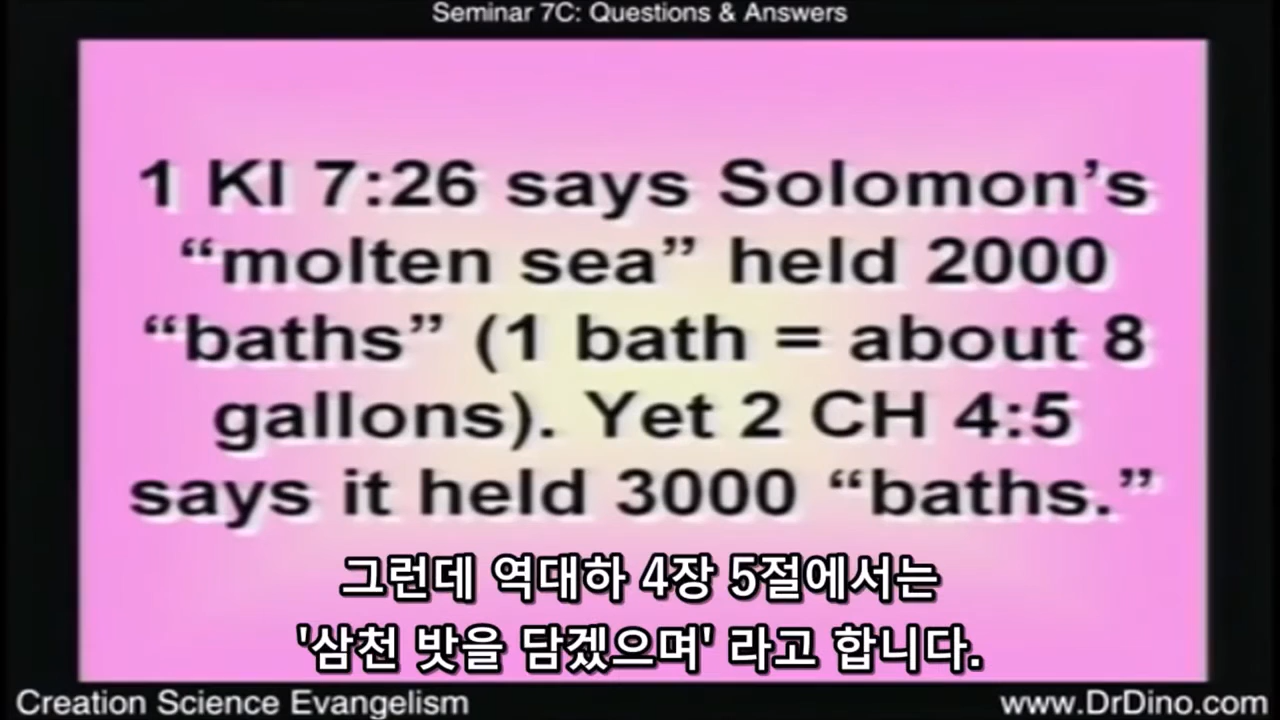 Seminar 7C: Questions & Answers
1 KI 7:26 says Solomon’s
“molten sea” held 2000
“baths” (1 bath = about 8
gallons). Yet 2 CH 4:5
says it held 3000 “baths.”
그런데 역대하 4장 5절에서는
'삼천 밧을 담겠으며' 라고 합니다.
Creation Science Evangelism
www.DrDino.com